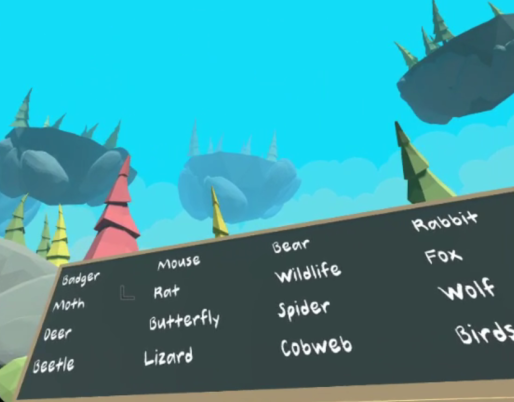 Badger
Moth
Deer
Beetle
Mouse
Rat
Butterfly
Lizard
Bear
Wildlife
Spider
Cobweb
Rabbit
Fox
Wolf
Birds